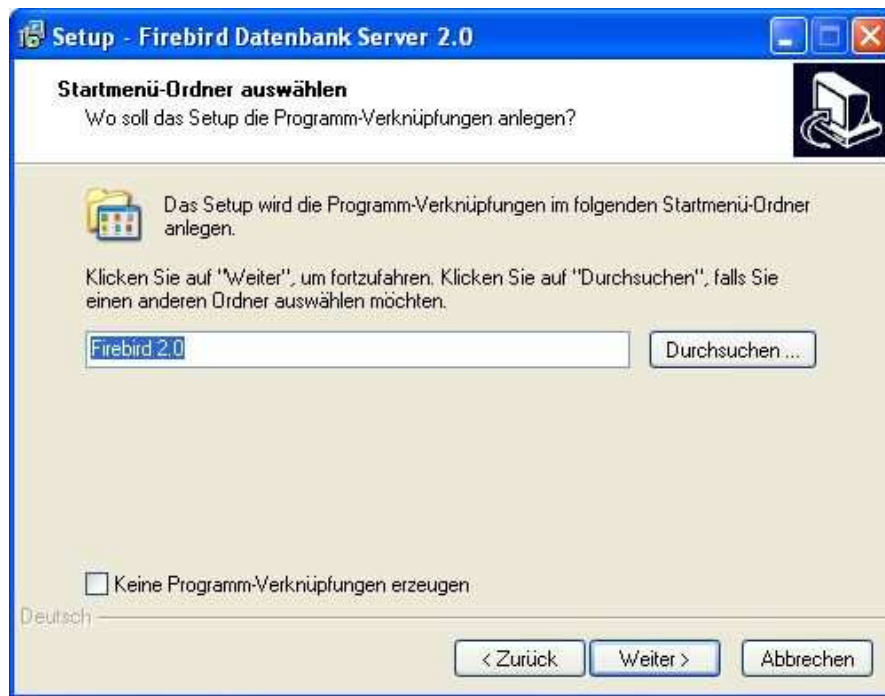 Setup - Firebird Datenbank Server 2.0
Startmenü-Ordner auswählen
Wo soll das Setup die Programm-Verknüpfungen anlegen?
Das Setup wird die Programm-Verknüpfungen im folgenden Startmenü-Ordner
anlegen.
Klicken Sie auf "Weiter", um fortzufahren. Klicken Sie auf "Durchsuchen", falls Sie
einen anderen Ordner auswählen möchten.
Firebird 2.0
Durchsuchen ...
Keine Programm-Verknüpfungen erzeugen
Deutsch
< Zurück
Weiter >
Abbrechen